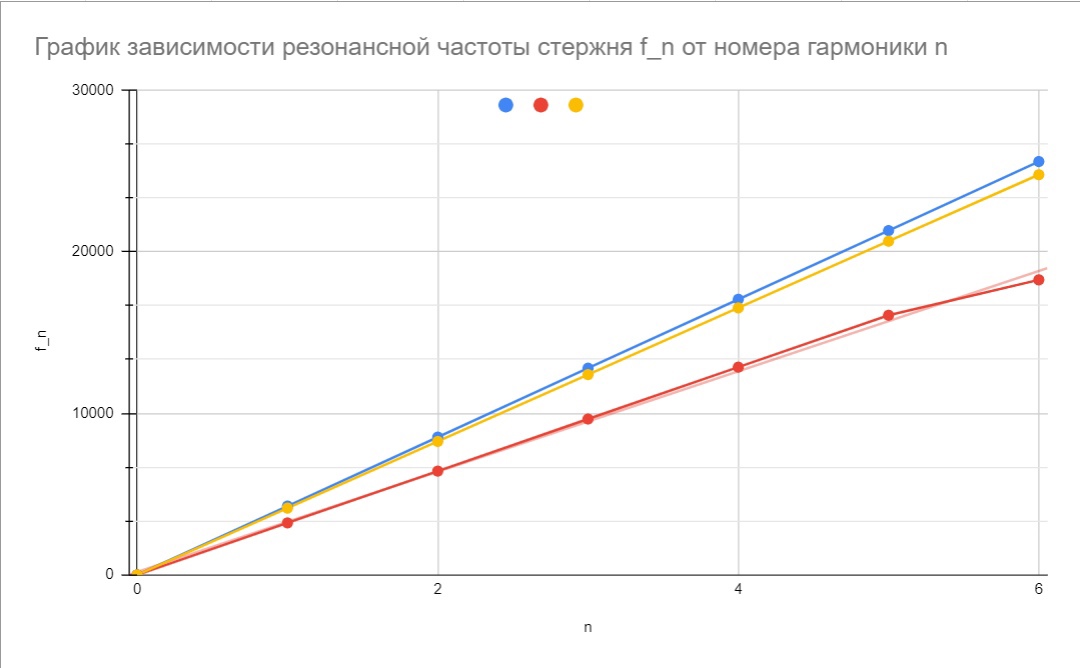 График зависимости резонансной частоты стержня f_n от номера гармоники n
30000
20000
10000
0
f_n
0 2 4 6
n